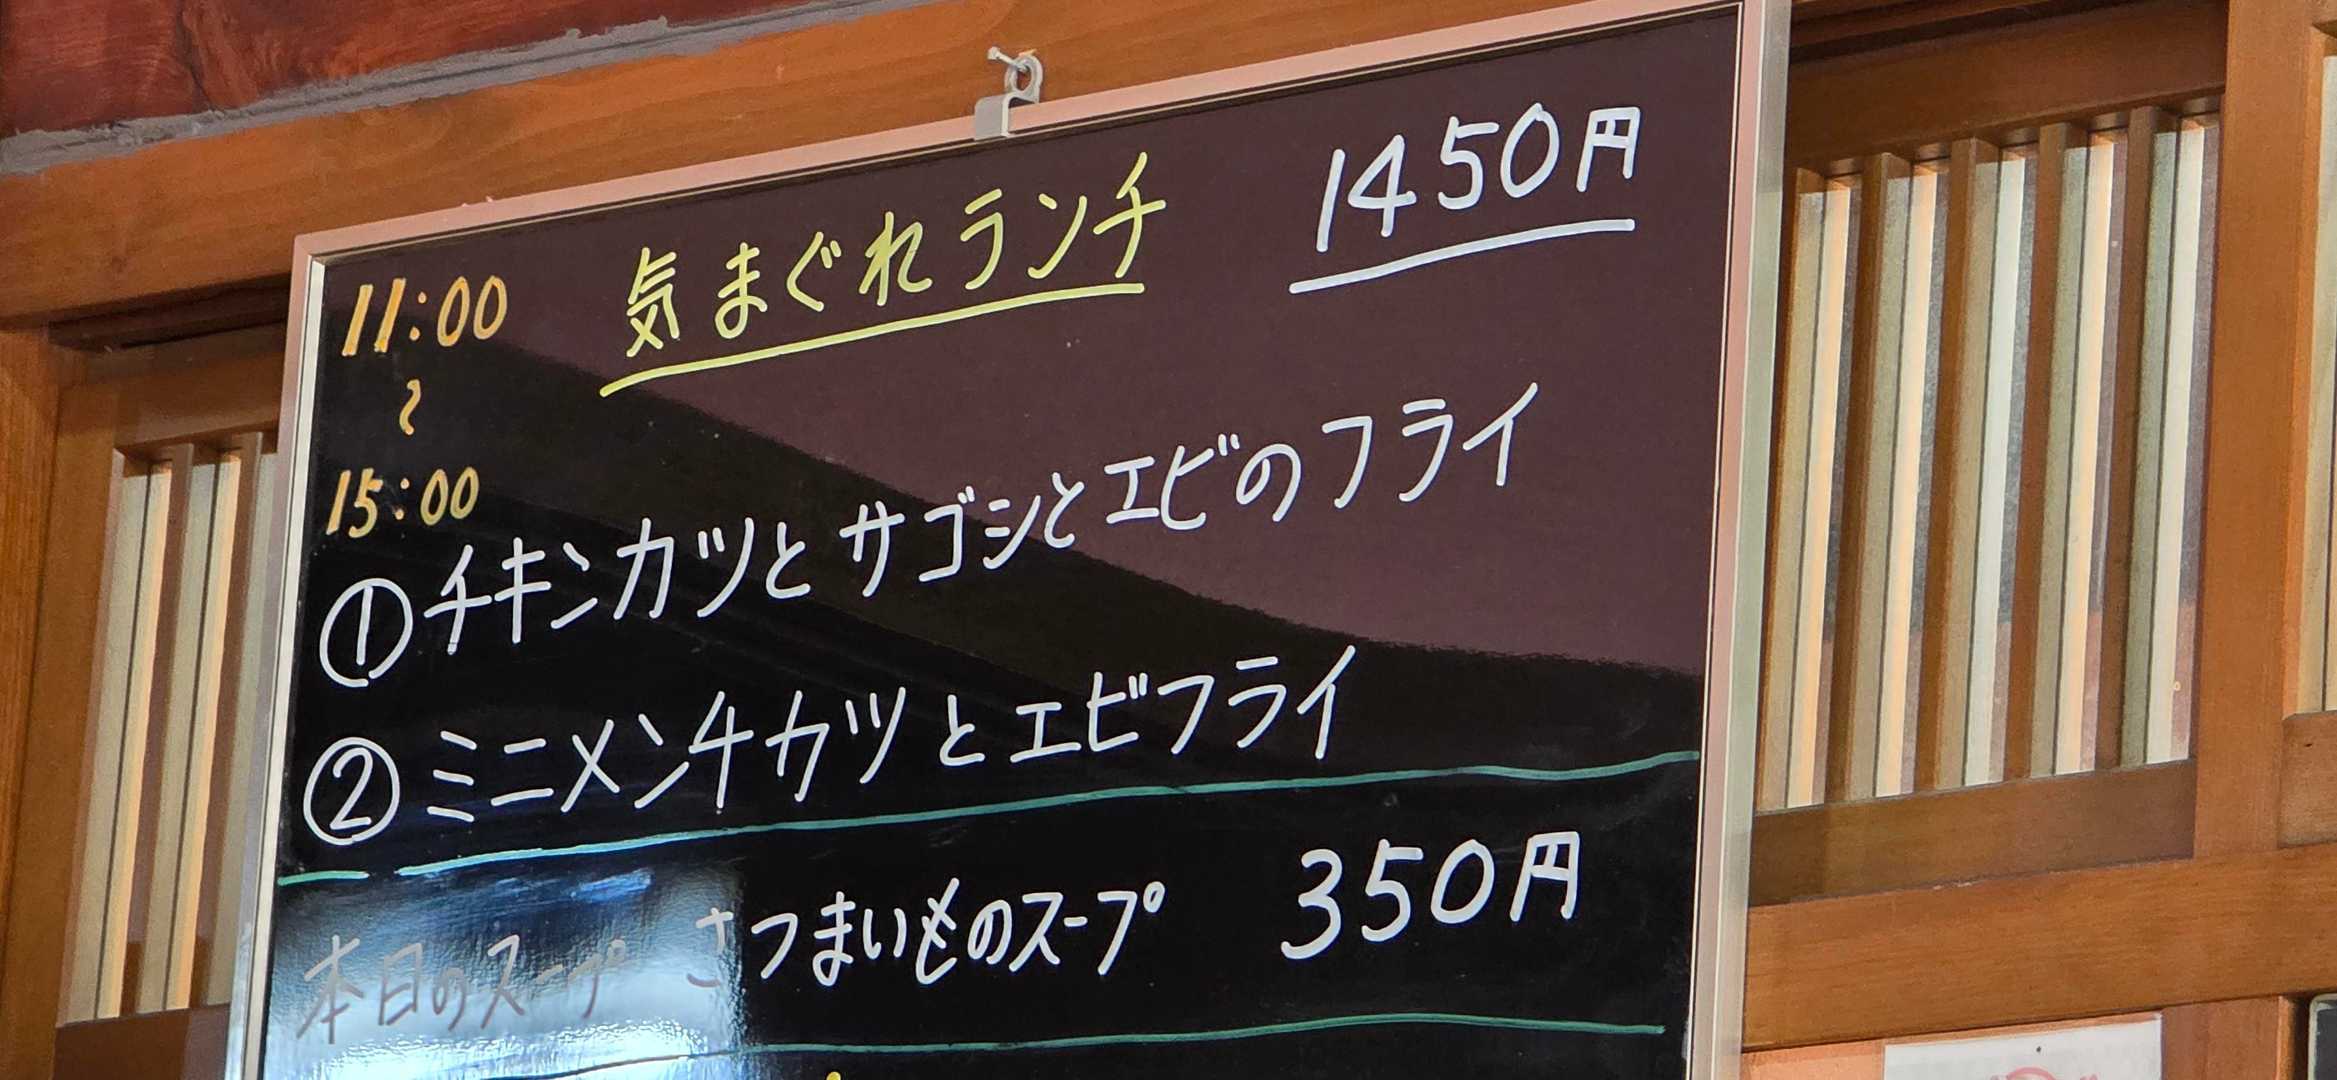 11:00 気まぐれランチ 1450円
〜
15:00
①チキンカツとサゴシとエビのフライ
②ミニメンチカツとエビフライ
本日のスープ さつまいものスープ 350円